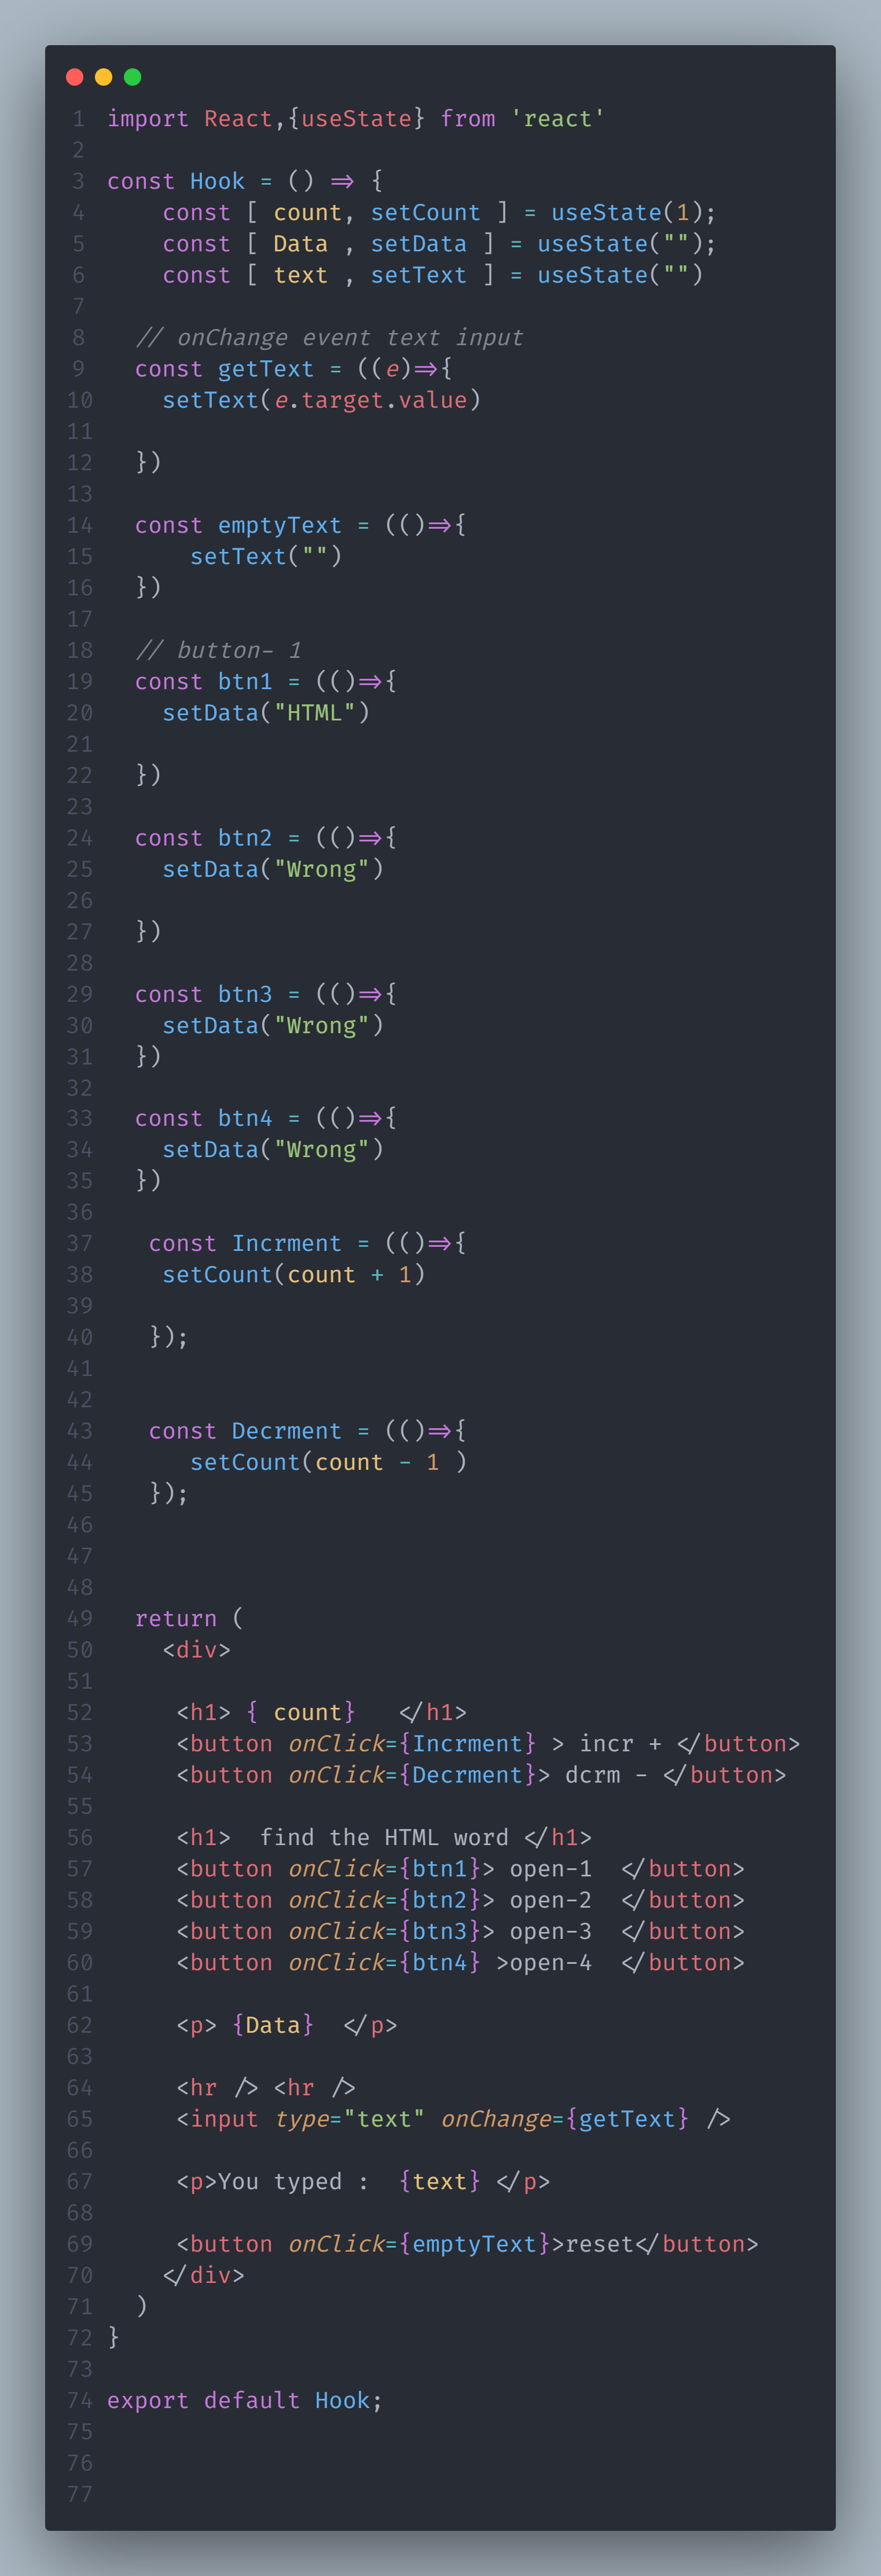 1 import React,{useState} from 'react'
2
3 const Hook = () => {
4     const [ count, setCount ] = useState(1);
5     const [ Data , setData ] = useState("");
6     const [ text , setText ] = useState("")
7
8   // onChange event text input
9   const getText = ((e)=>{
10     setText(e.target.value)
11
12   })
13
14   const emptyText = (()=>{
15       setText("")
16   })
17
18   // button- 1
19   const btn1 = (()=>{
20     setData("HTML")
21
22   })
23
24   const btn2 = (()=>{
25     setData("Wrong")
26
27   })
28
29   const btn3 = (()=>{
30     setData("Wrong")
31   })
32
33   const btn4 = (()=>{
34     setData("Wrong")
35   })
36
37    const Incrment = (()=>{
38     setCount(count + 1)
39
40    });
41
42
43    const Decrment = (()=>{
44       setCount(count - 1 )
45    });
46
47
48
49   return (
50     <div>
51
52      <h1> { count}   </h1>
53      <button onClick={Incrment} > incr + </button>
54      <button onClick={Decrment}> dcrm - </button>
55
56      <h1>  find the HTML word </h1>
57      <button onClick={btn1}> open-1  </button>
58      <button onClick={btn2}> open-2  </button>
59      <button onClick={btn3}> open-3  </button>
60      <button onClick={btn4} >open-4  </button>
61
62      <p> {Data}  </p>
63
64      <hr /> <hr />
65      <input type="text" onChange={getText} />
66
67      <p>You typed :  {text} </p>
68
69      <button onClick={emptyText}>reset</button>
70     </div>
71   )
72 }
73
74 export default Hook;
75
76
77